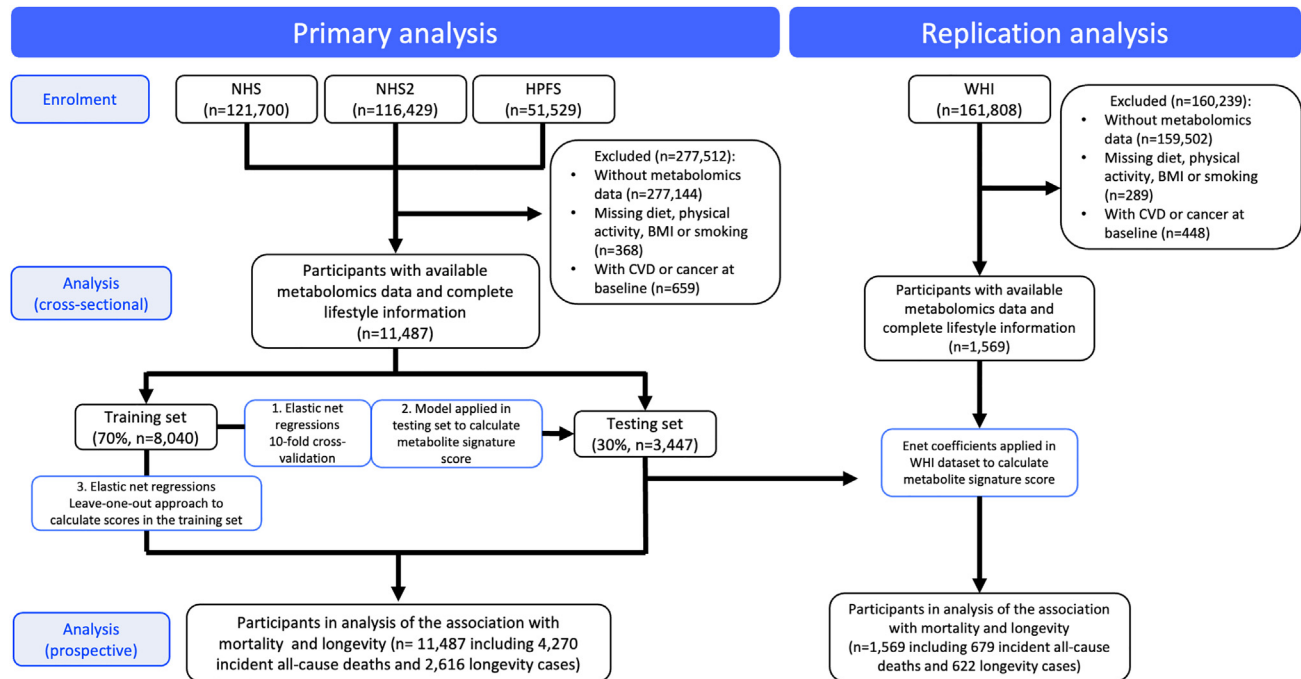 Primary analysis
Replication analysis
Enrolment
NHS
(n=121,700)
NHS2
(n=116,429)
HPFS
(n=51,529)
Excluded (n=277,512):
• Without metabolomics
data (n=277,144)
• Missing diet, physical
activity, BMI or smoking
(n=368)
• With CVD or cancer at
baseline (n=659)
WHI
(n=161,808)
Excluded (n=160,239):
• Without metabolomics
data (n=159,502)
• Missing diet, physical
activity, BMI or smoking
(n=289)
• With CVD or cancer at
baseline (n=448)
Analysis
(cross-sectional)
Participants with available
metabolomics data and complete
lifestyle information
(n=11,487)
Participants with available
metabolomics data and
complete lifestyle information
(n=1,569)
Training set
(70%, n=8,040)
1. Elastic net
regressions
10-fold cross-
validation
2. Model applied in
testing set to calculate
metabolite signature
score
Testing set
(30%, n=3,447)
3. Elastic net regressions
Leave-one-out approach to
calculate scores in the training set
Enet coefficients applied in
WHI dataset to calculate
metabolite signature score
Analysis
(prospective)
Participants in analysis of the association with
mortality and longevity (n= 11,487 including 4,270
incident all-cause deaths and 2,616 longevity cases)
Participants in analysis of the association
with mortality and longevity
(n=1,569 including 679 incident all-cause
deaths and 622 longevity cases)